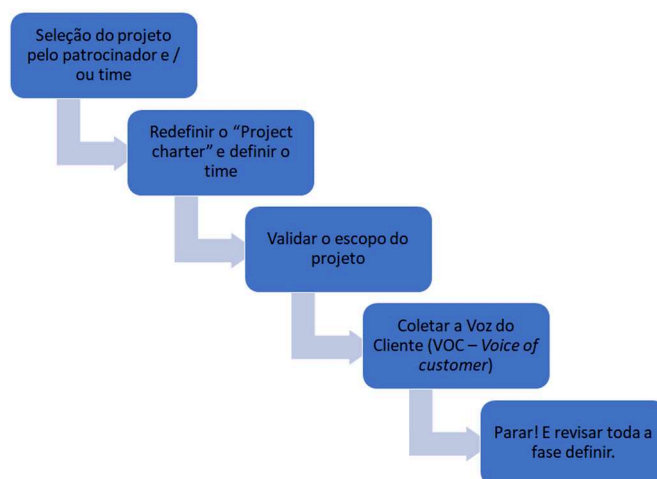 Seleção do projeto
pelo patrocinador e /
ou time
Redefinir o “Project
charter” e definir o
time
Validar o escopo do
projeto
Coletar a Voz do
Cliente (VOC – Voice of
customer)
Parar! E revisar toda a
fase definir.